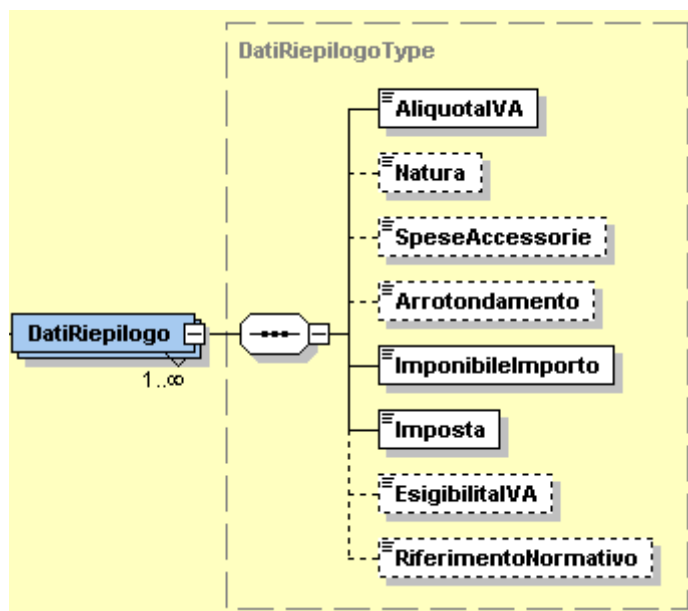 DatiRiepilogoType
AliquotaIVA
Natura
SpeseAccessorie
Arrotondamento
DatiRiepilogo
1..∞
ImponibileImporto
Imposta
EsigibilitaIVA
RiferimentoNormativo